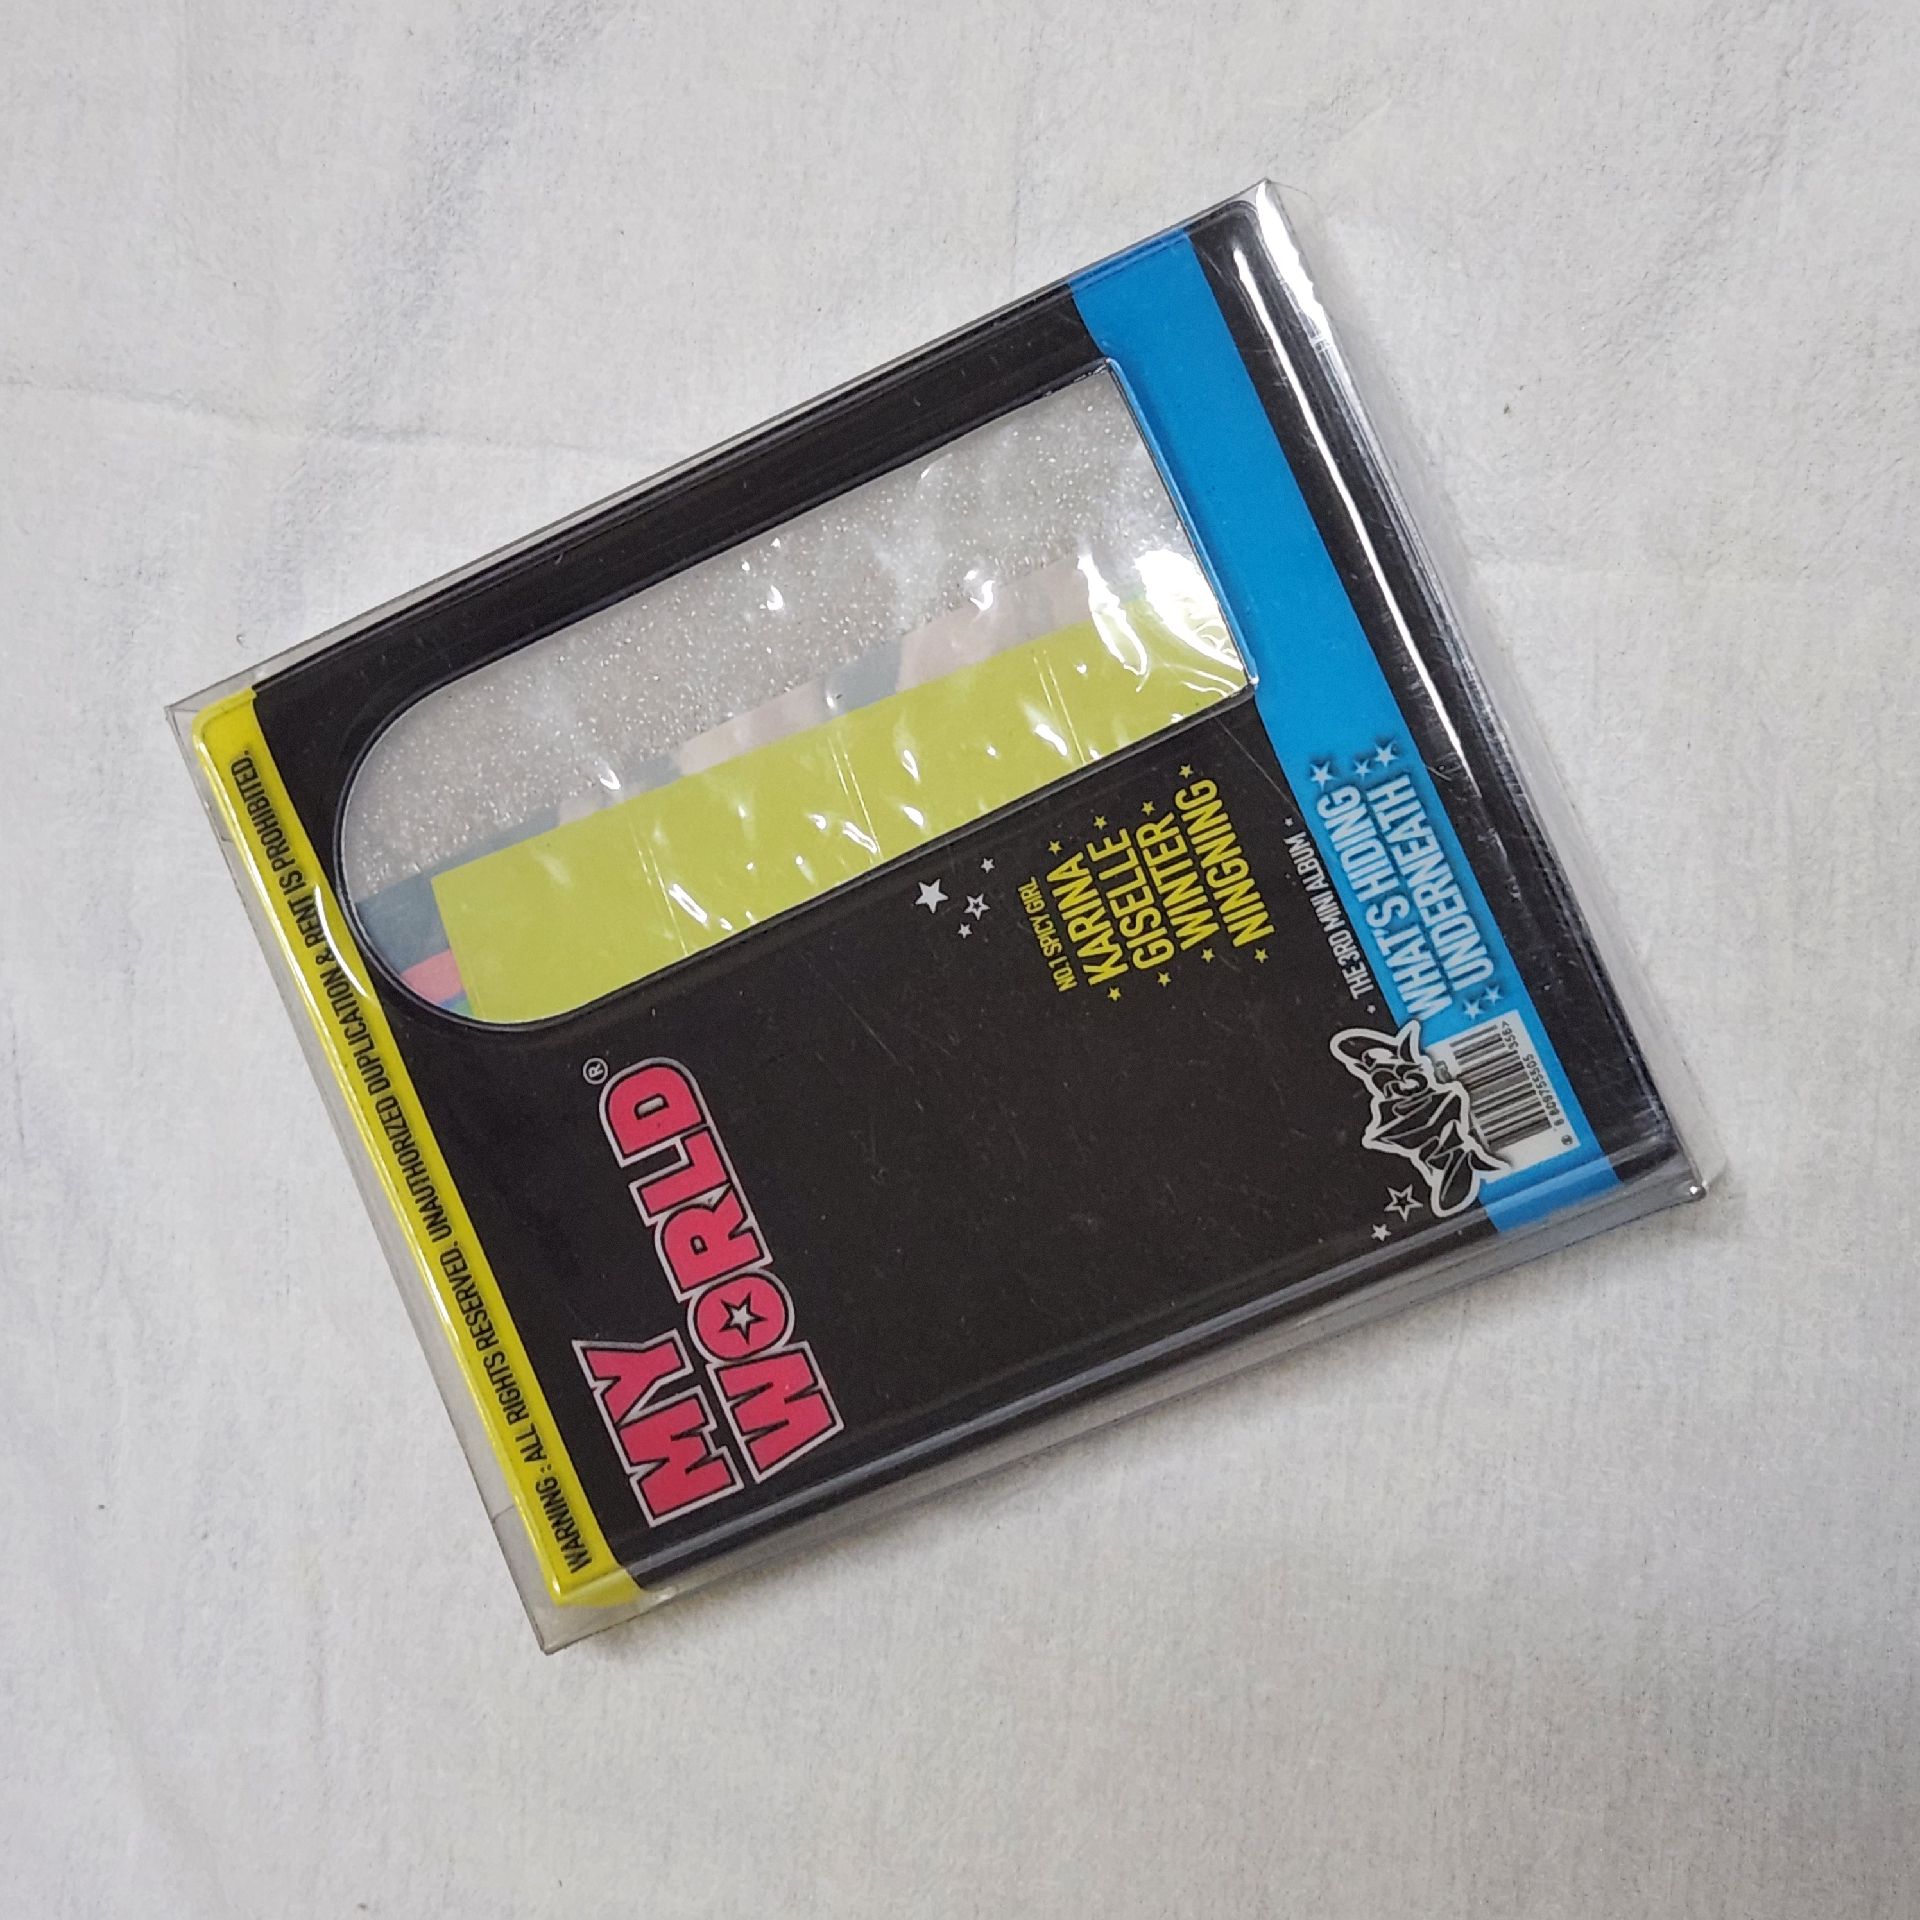 WARNING : ALL RIGHTS RESERVED. UNAUTHORIZED DUPLICATION & RENT IS PROHIBITED.
MY
WORLD®
NO.1 SPICY GIRL
KARINA
GISELLE
WINTER
NINGNING
THE 3RD MINI ALBUM
WHAT'S HIDING
UNDERNEATH